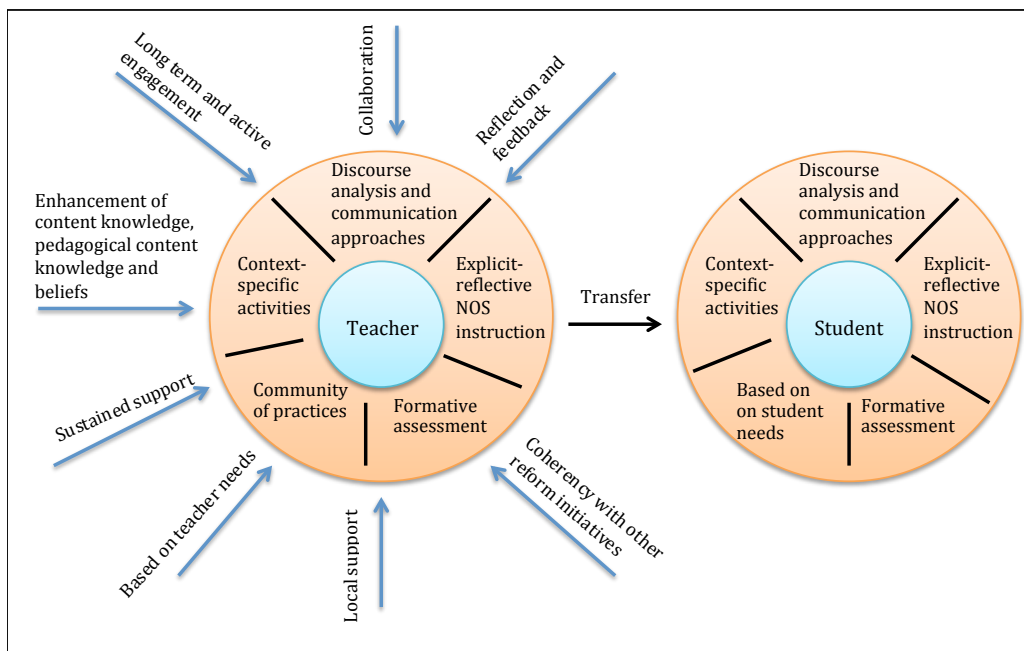 Long term and active
engagement
Collaboration
Reflection and
feedback
Enhancement of
content knowledge,
pedagogical content
knowledge and
beliefs
Sustained support
Based on teacher needs
Local support
Coherency with other
reform initiatives
Discourse
analysis and
communication
approaches
Context-
specific
activities
Explicit-
reflective
NOS
instruction
Teacher
Community
of practices
Formative
assessment
Transfer
Discourse
analysis and
communication
approaches
Context-
specific
activities
Explicit-
reflective
NOS
instruction
Student
Based on
on student
needs
Formative
assessment